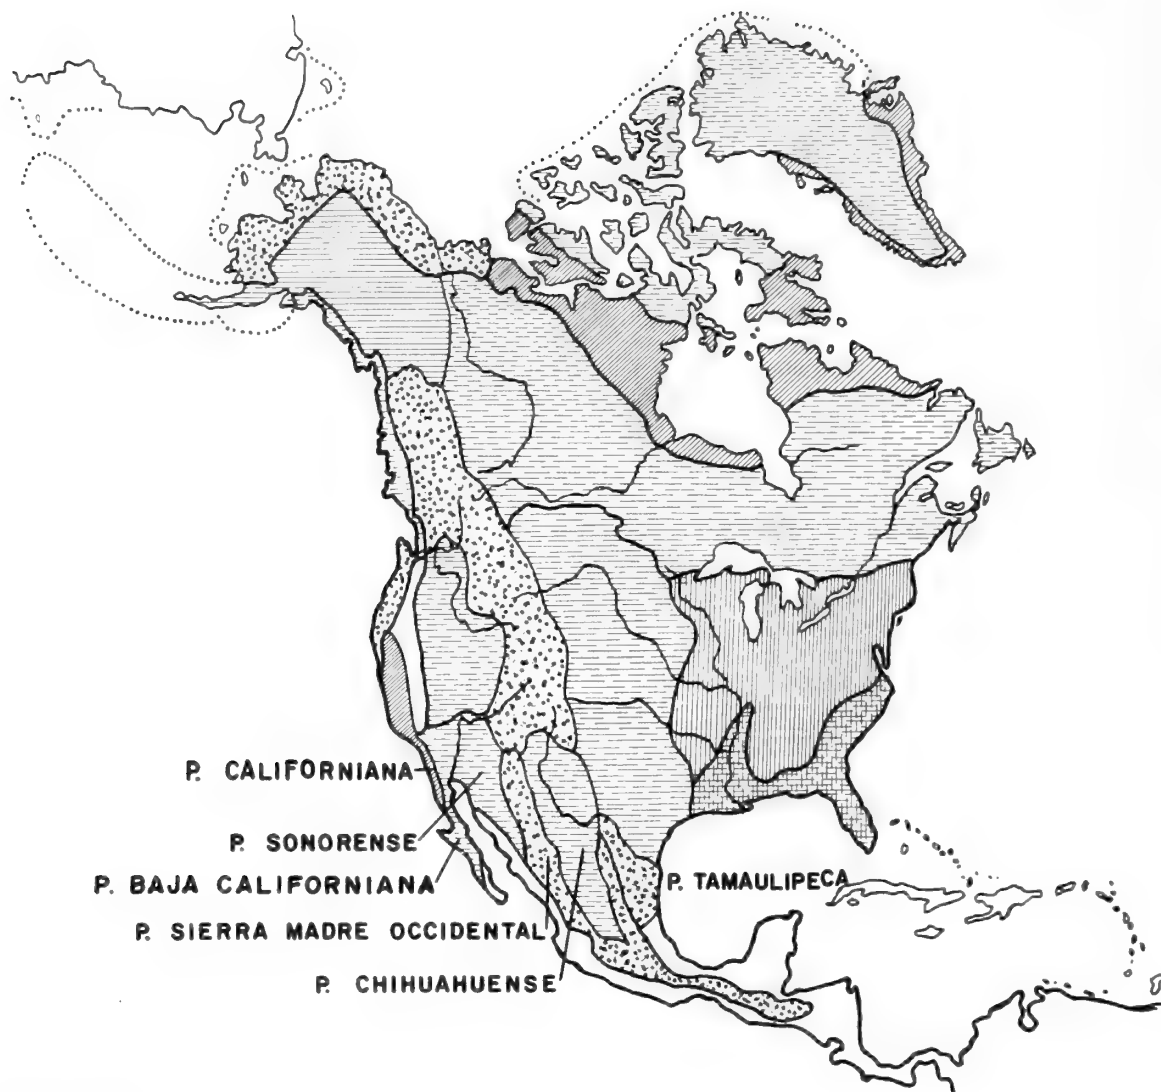 P. CALIFORNIANA
P. SONORENSE
P. BAJA CALIFORNIANA
P. TAMAULIPECA
P. SIERRA MADRE OCCIDENTAL
P. CHIHUAHUENSE